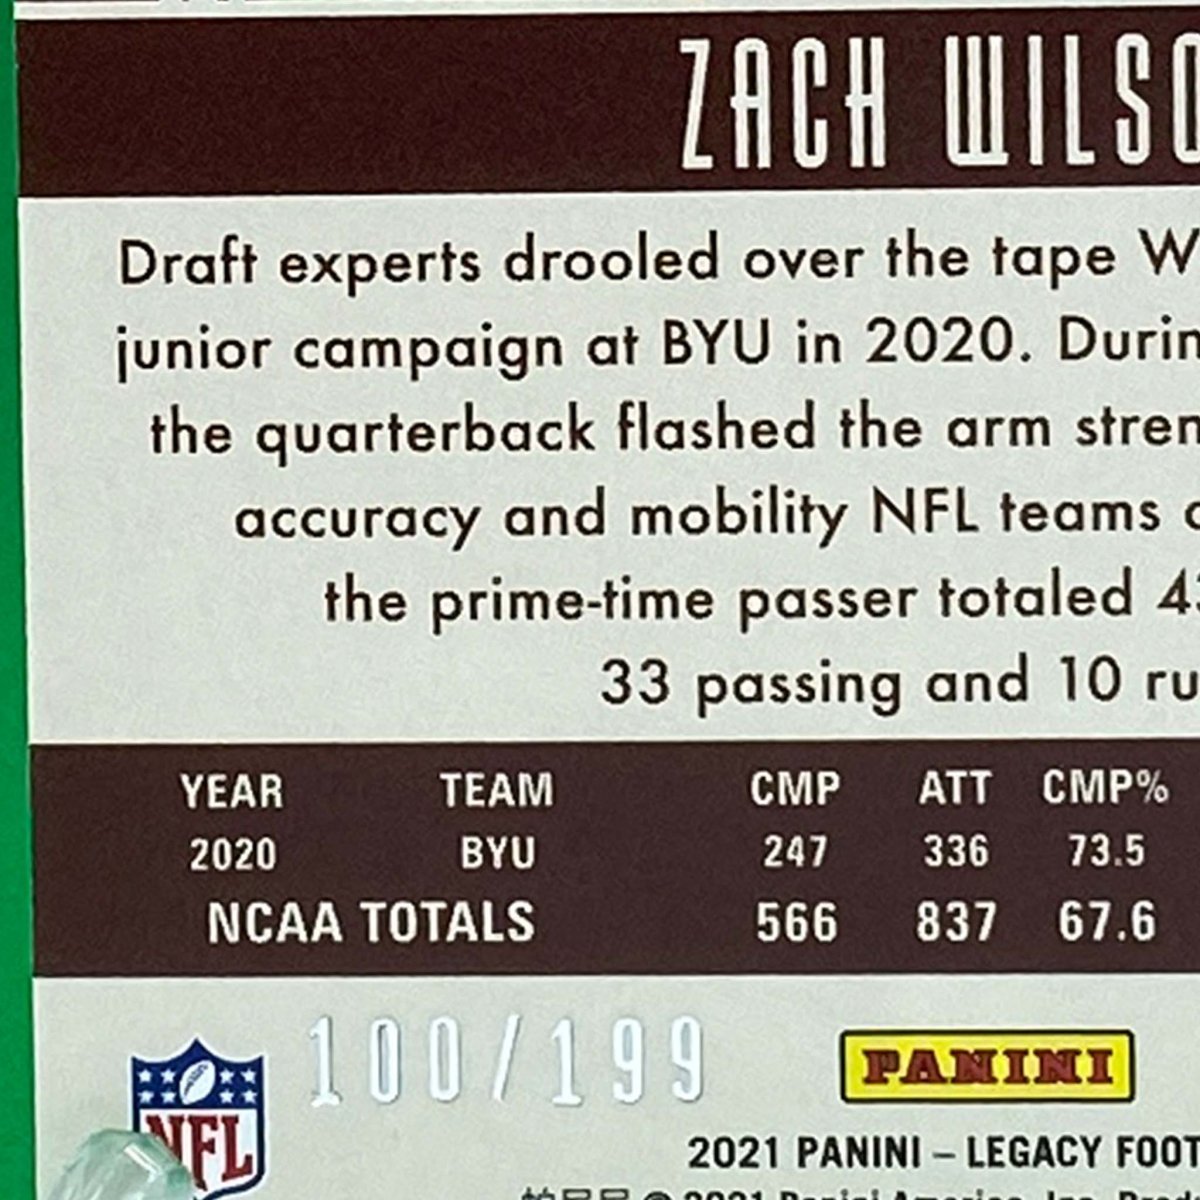 ZACH WILSO
Draft experts drooled over the tape W
junior campaign at BYU in 2020. Durin
the quarterback flashed the arm stren
accuracy and mobility NFL teams
the prime-time passer totaled
33 passing and 10 ru
YEAR TEAM CMP ATT CMP%
2020 BYU 247 336 73.5
NCAA TOTALS 566 837 67.6
100/199
NFL
PANINI
2021 PANINI – LEGACY FOOT